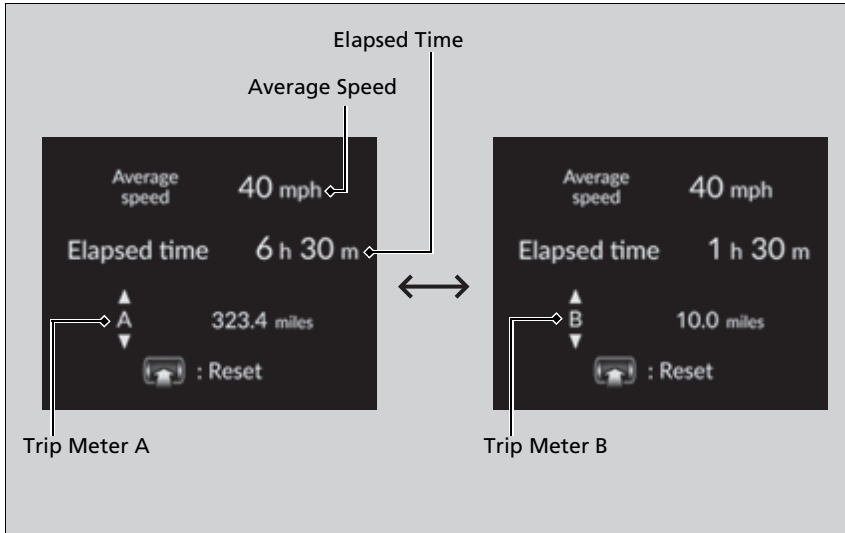 Elapsed Time
Average Speed
Average
speed
40 mph
Elapsed time 6 h 30 m
A 323.4 miles
: Reset
Trip Meter A
Average
speed
40 mph
Elapsed time 1 h 30 m
B 10.0 miles
: Reset
Trip Meter B